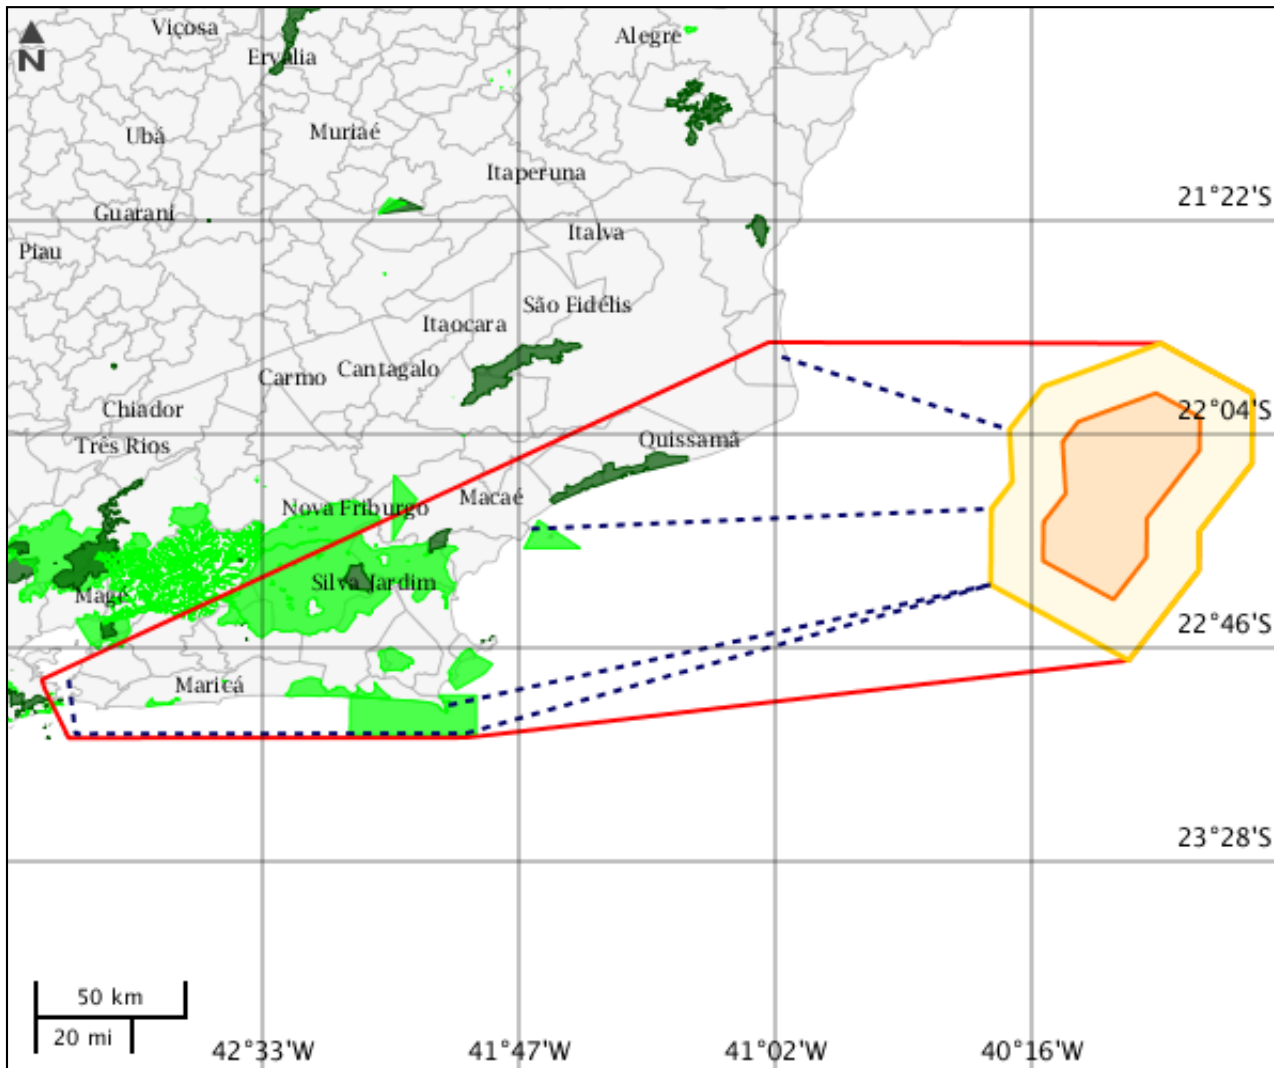 Viçosa
Alegre
N
Ervália
Ubá
Muriaé
Itaperuna
21°22'S
Guarani
Italva
Piau
São Fidélis
Itaocara
Cantagalo
Carmo
Chiador
22°04'S
Três Rios
Quissamã
Macaé
Nova Friburgo
Silva Jardim
Magé
22°46'S
Maricá
23°28'S
50 km
20 mi
42°33'W
41°47'W
41°02'W
40°16'W